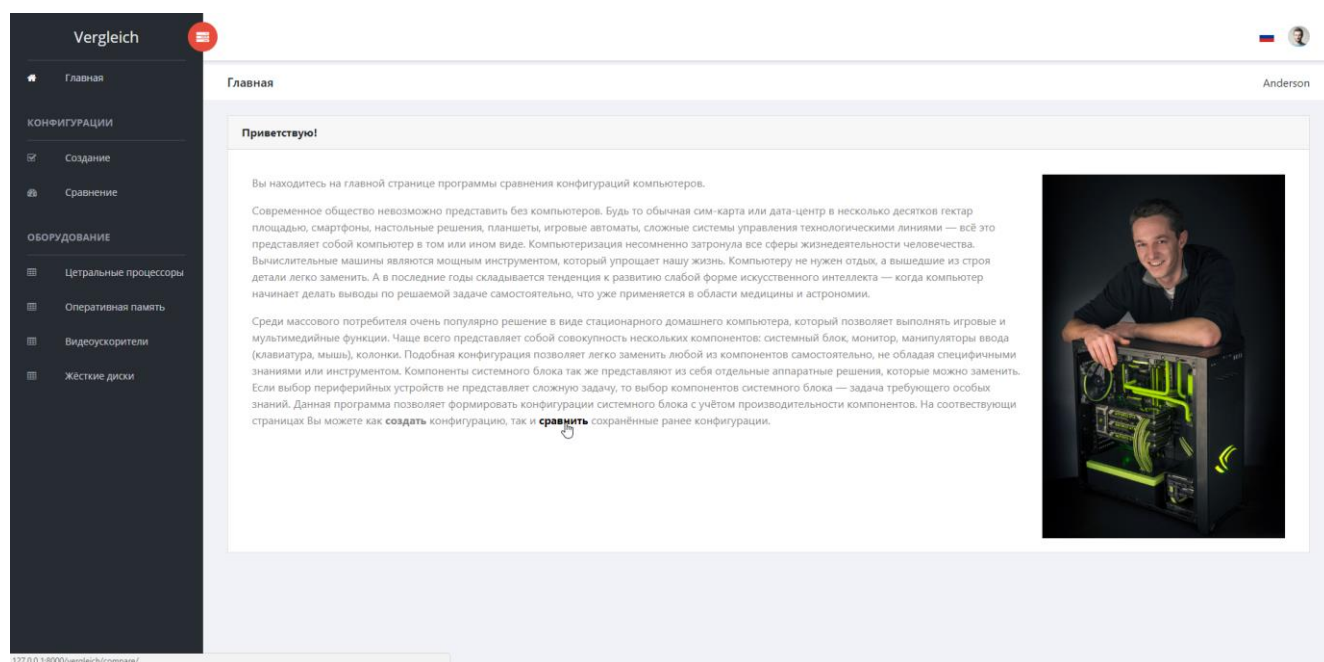 Vergleich
Главная
КОНФИГУРАЦИИ
Создание
Сравнение
ОБОРУДОВАНИЕ
Цетральные процессоры
Оперативная память
Видеоускорители
Жёсткие диски
Главная
Anderson
Приветствую!
Вы находитесь на главной странице программы сравнения конфигураций компьютеров.
Современное общество невозможно представить без компьютеров. Будь то обычная сим-карта или дата-центр в несколько десятков гектар
площадью, смартфоны, настольные решения, планшеты, игровые автоматы, сложные системы управления технологическими линиями — всё это
представляет собой компьютер в том или ином виде. Компьютеризация несомненно затронула все сферы жизнедеятельности человечества.
Вычислительные машины являются мощным инструментом, который упрощает нашу жизнь. Компьютеру не нужен отдых, а вышедшие из строя
детали легко заменить. А в последние годы складывается тенденция к развитию слабой форме искусственного интеллекта — когда компьютер
начинает делать выводы по решаемой задаче самостоятельно, что уже применяется в области медицины и астрономии.
Среди массового потребителя очень популярно решение в виде стационарного домашнего компьютера, который позволяет выполнять игровые и
мультимедийные функции. Чаще всего представляет собой совокупность нескольких компонентов: системный блок, монитор, манипуляторы ввода
(клавиатура, мышь), колонки. Подобная конфигурация позволяет легко заменить любой из компонентов самостоятельно, не обладая специфичными
знаниями или инструментом. Компоненты системного блока так же представляют из себя отдельные аппаратные решения, которые можно заменить.
Если выбор периферийных устройств не представляет сложную задачу, то выбор компонентов системного блока — задача требующего особых
знаний. Данная программа позволяет формировать конфигурации системного блока с учётом производительности компонентов. На соотвествующи
страницах Вы можете как создать конфигурацию, так и сравнить сохранённые ранее конфигурации.
127.0.0.1:8000/vergleich/compare/